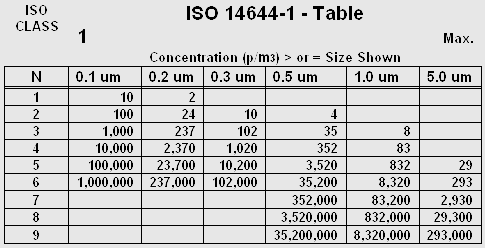 ISO CLASS 1
ISO 14644-1 - Table
Max.
Concentration (p/m3) > or = Size Shown
N 0.1 um 0.2 um 0.3 um 0.5 um 1.0 um 5.0 um
1 10 2
2 100 24 10 4
3 1,000 237 102 35 8
4 10,000 2,370 1,020 352 83
5 100,000 23,700 10,200 3,520 832 29
6 1,000,000 237,000 102,000 35,200 8,320 293
7 352,000 83,200 2,930
8 3,520,000 832,000 29,300
9 35,200,000 8,320,000 293,000